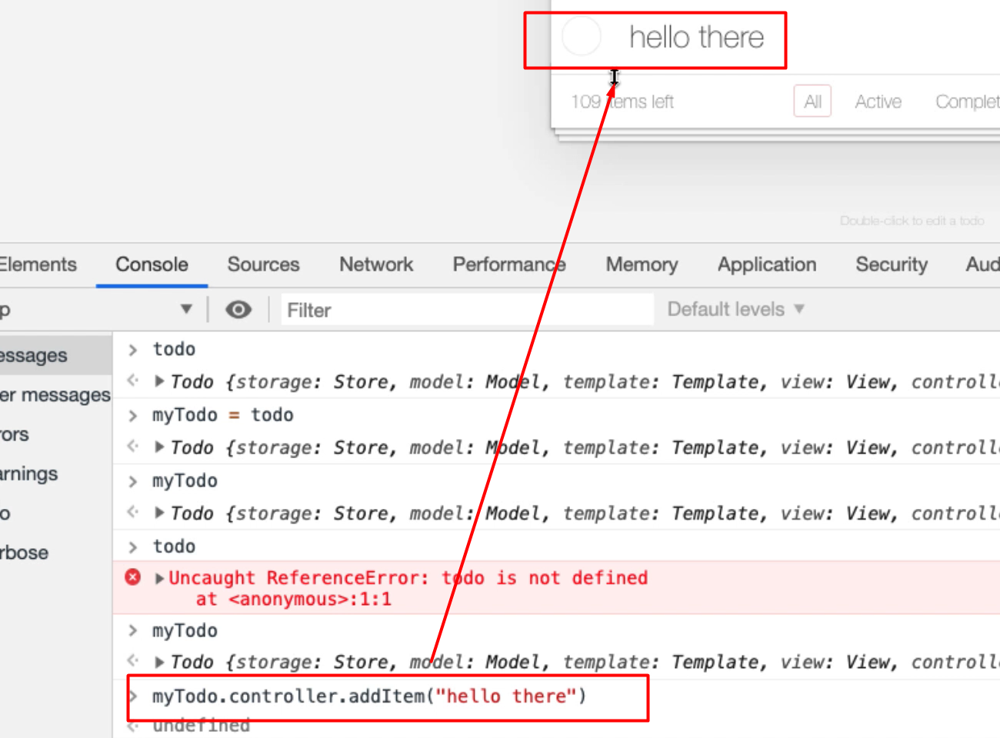 hello there
109 items left All Active Complet
Double-click to edit a todo
Elements Console Sources Network Performance Memory Application Security Aud
p Filter Default levels
essages
er messages
rors
arnings
o
rbose
todo
Todo {storage: Store, model: Model, template: Template, view: View, controlle
myTodo = todo
Todo {storage: Store, model: Model, template: Template, view: View, controlle
myTodo
Todo {storage: Store, model: Model, template: Template, view: View, controlle
todo
Uncaught ReferenceError: todo is not defined
at <anonymous>:1:1
myTodo
Todo {storage: Store, model: Model, template: Template, view: View, controlle
myTodo.controller.addItem("hello there")
undefined